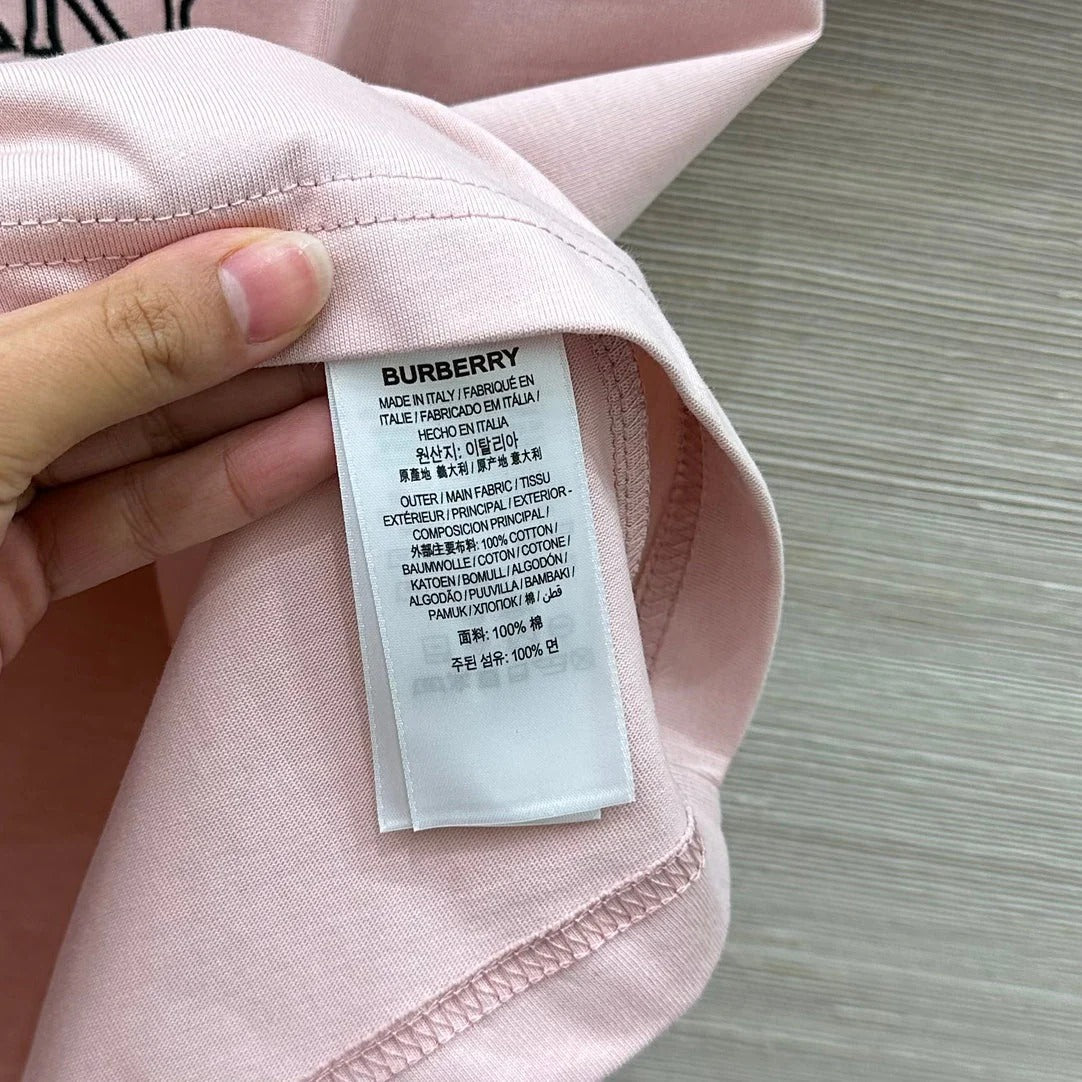 BURBERRY
MADE IN ITALY / FABRIQUÉ EN
ITALIE / FABRICADO EM ITÁLIA /
HECHO EN ITALIA
원산지: 이탈리아
原產地 義大利 / 原产地 意大利
OUTER / MAIN FABRIC / TISSU
EXTÉRIEUR / PRINCIPAL / EXTERIOR -
COMPOSICION PRINCIPAL /
外部/主要布料: 100% COTTON /
BAUMWOLLE / COTON / COTONE /
KATOEN / BOMULL / ALGODÓN /
ALGODÃO / PUUVILLA / BAMBAKI /
PAMUK / ХЛОПОК / 棉 / قطن
面料: 100% 棉
주된 섬유: 100% 면